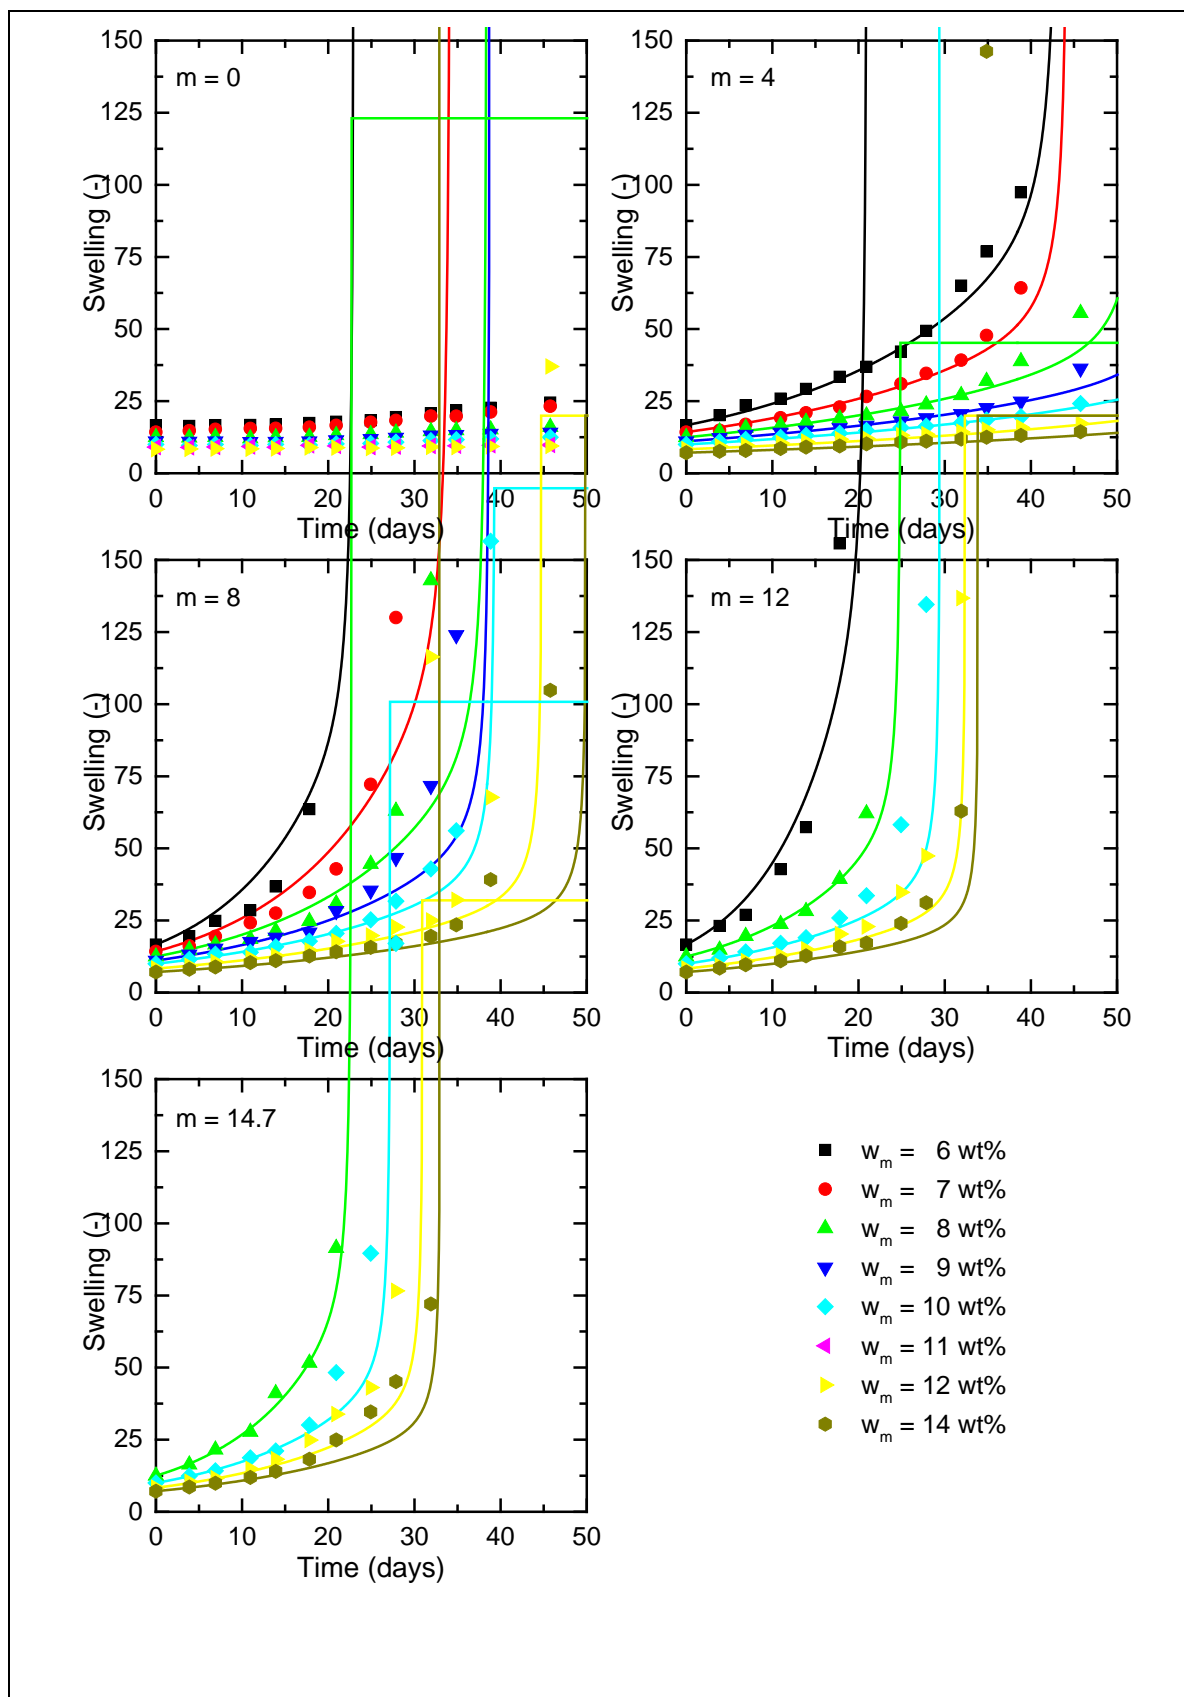 m = 0
150
125
100
75
50
25
0
Swelling (-)
0 10 20 30 40 50
Time (days)
m = 4
150
125
100
75
50
25
0
Swelling (-)
0 10 20 30 40 50
Time (days)
m = 8
150
125
100
75
50
25
0
Swelling (-)
0 10 20 30 40 50
Time (days)
m = 12
150
125
100
75
50
25
0
Swelling (-)
0 10 20 30 40 50
Time (days)
m = 14.7
150
125
100
75
50
25
0
Swelling (-)
0 10 20 30 40 50
Time (days)
wm = 6 wt%
wm = 7 wt%
wm = 8 wt%
wm = 9 wt%
wm = 10 wt%
wm = 11 wt%
wm = 12 wt%
wm = 14 wt%